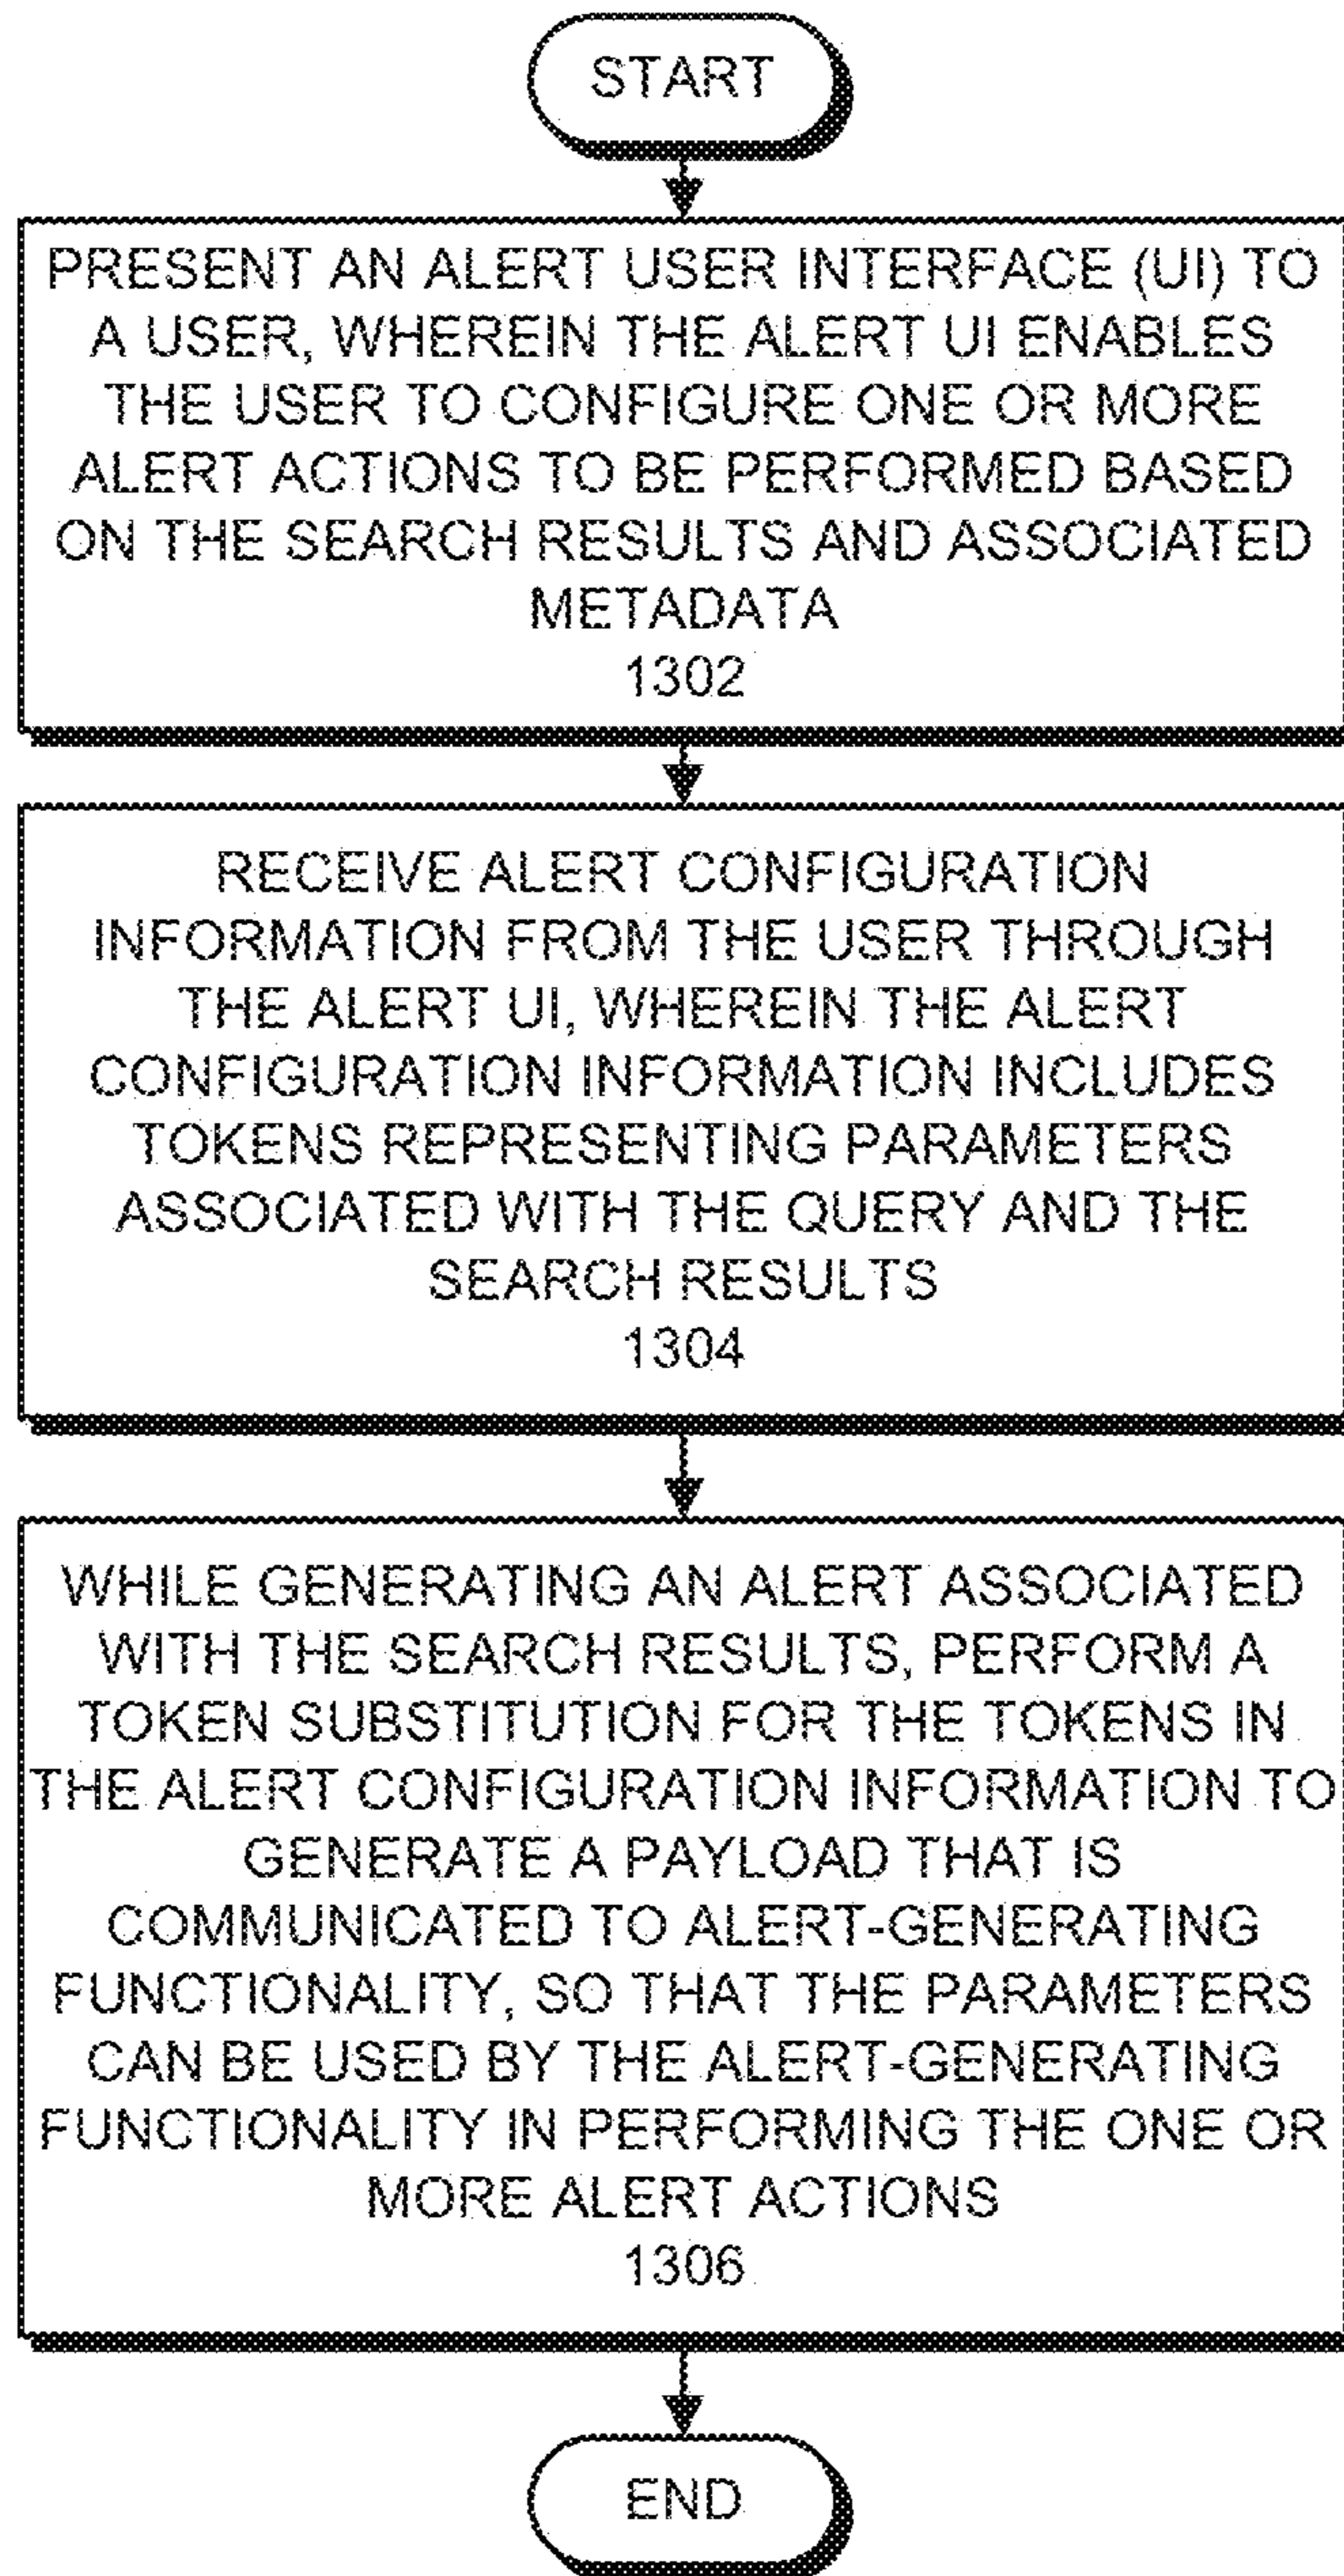 START
PRESENT AN ALERT USER INTERFACE (UI) TO
A USER, WHEREIN THE ALERT UI ENABLES
THE USER TO CONFIGURE ONE OR MORE
ALERT ACTIONS TO BE PERFORMED BASED
ON THE SEARCH RESULTS AND ASSOCIATED
METADATA
1302
RECEIVE ALERT CONFIGURATION
INFORMATION FROM THE USER THROUGH
THE ALERT UI, WHEREIN THE ALERT
CONFIGURATION INFORMATION INCLUDES
TOKENS REPRESENTING PARAMETERS
ASSOCIATED WITH THE QUERY AND THE
SEARCH RESULTS
1304
WHILE GENERATING AN ALERT ASSOCIATED
WITH THE SEARCH RESULTS, PERFORM A
TOKEN SUBSTITUTION FOR THE TOKENS IN
THE ALERT CONFIGURATION INFORMATION TO
GENERATE A PAYLOAD THAT IS
COMMUNICATED TO ALERT-GENERATING
FUNCTIONALITY, SO THAT THE PARAMETERS
CAN BE USED BY THE ALERT-GENERATING
FUNCTIONALITY IN PERFORMING THE ONE OR
MORE ALERT ACTIONS
1306
END